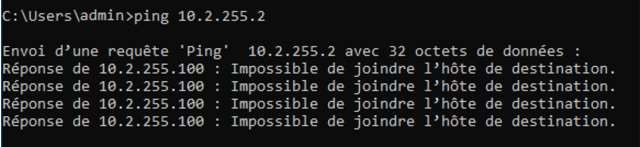 C:\Users\admin>ping 10.2.255.2
Envoi d’une requête 'Ping'  10.2.255.2 avec 32 octets de données :
Réponse de 10.2.255.100 : Impossible de joindre l’hôte de destination.
Réponse de 10.2.255.100 : Impossible de joindre l’hôte de destination.
Réponse de 10.2.255.100 : Impossible de joindre l’hôte de destination.
Réponse de 10.2.255.100 : Impossible de joindre l’hôte de destination.